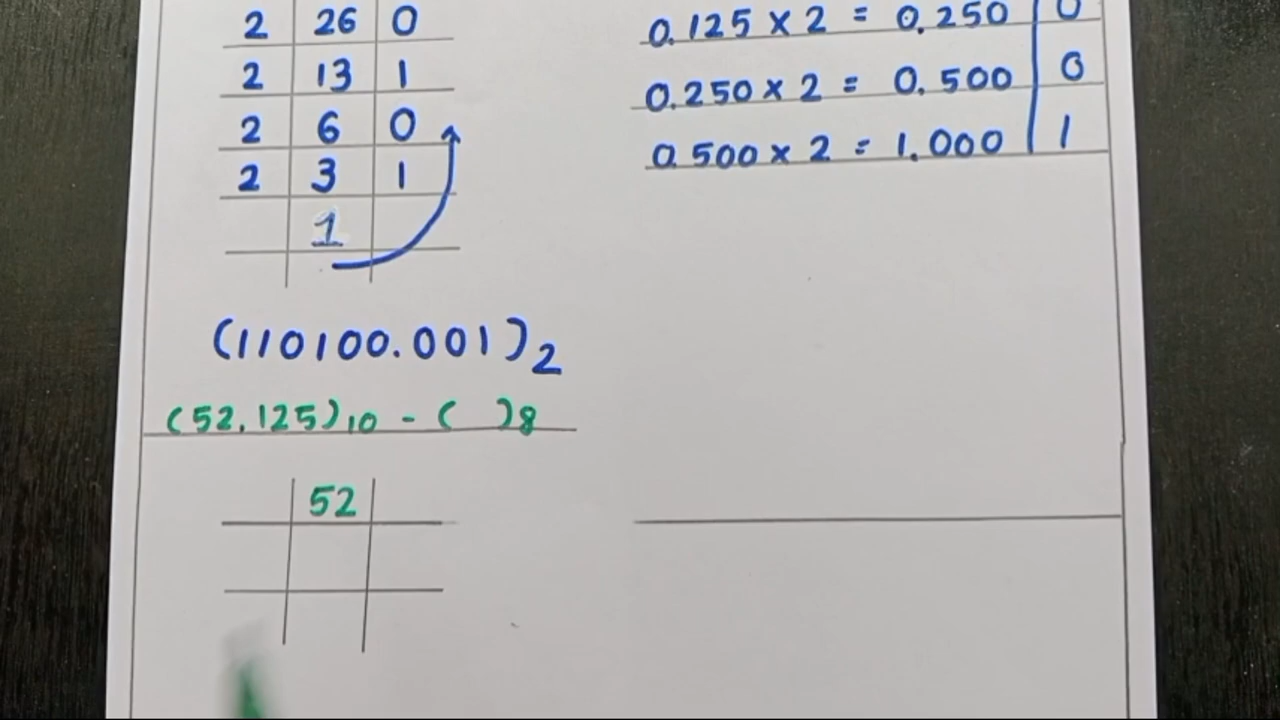 2 26 0
2 13 1
2 6 0
2 3 1
1
0.125 x 2 = 0.250 0
0.250 x 2 = 0.500 0
0.500 x 2 = 1.000 1
(110100.001)2
(52.125)10 - ( )8
52